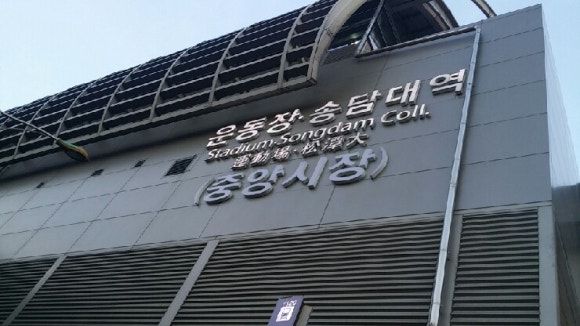 운동장·송담대역
Stadium·Songdam Coll.
運動場·松潭大
(중앙시장)
Y120